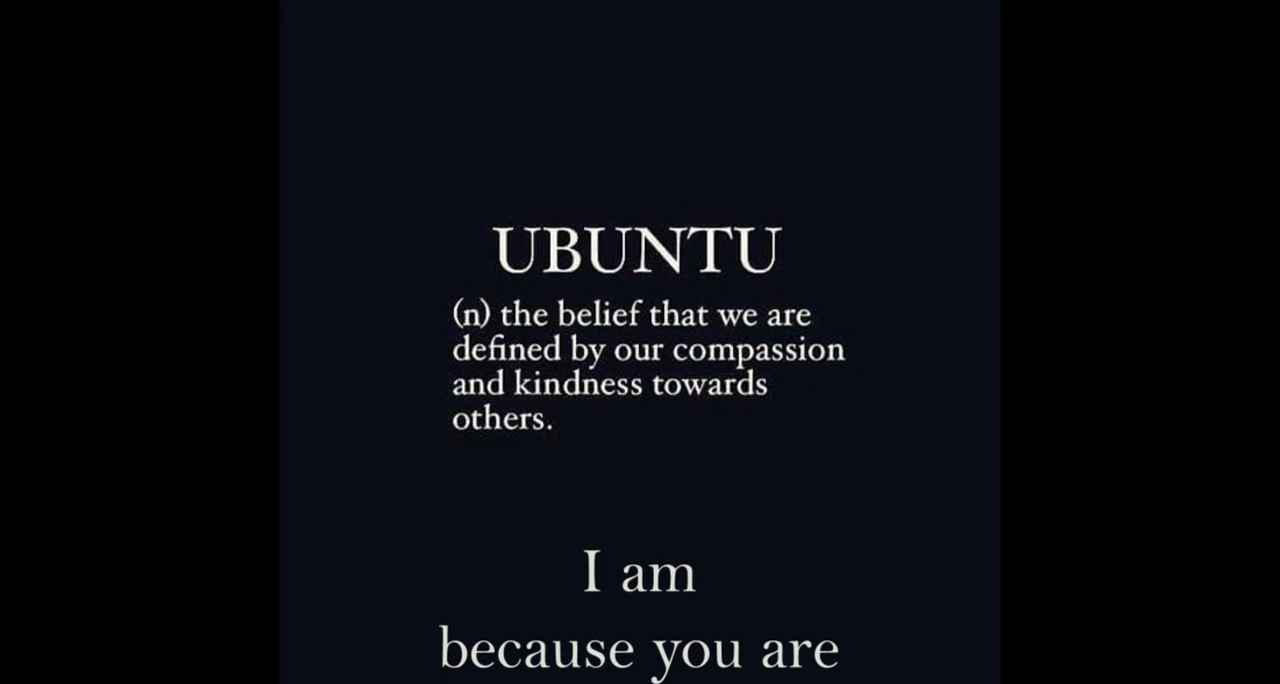 UBUNTU
(n) the belief that we are
defined by our compassion
and kindness towards
others.
I am
because you are